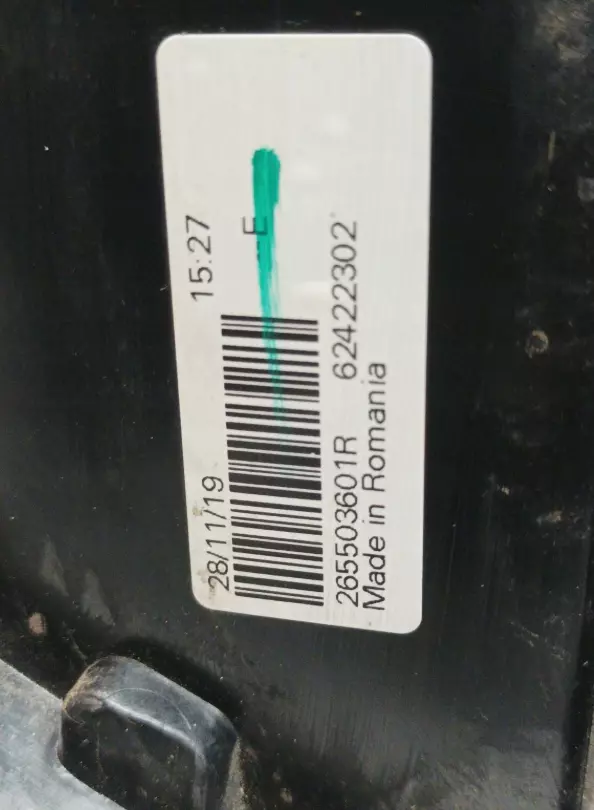 28/11/19 15:27
E
265503601R 62422302
Made in Romania